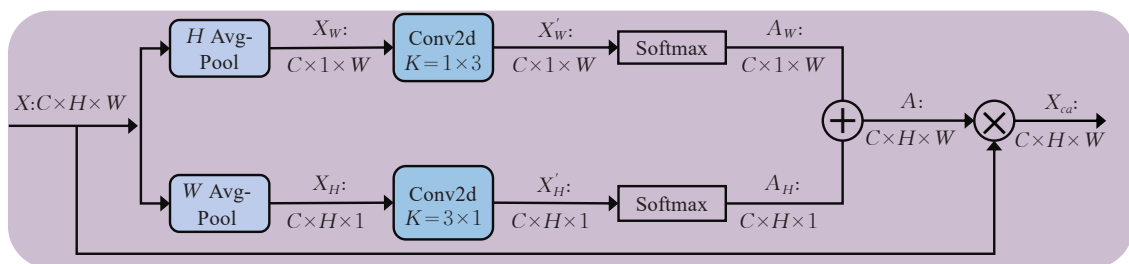 X:C×H×W
H Avg-
Pool
X_W:
C×1×W
Conv2d
K=1×3
X'_W:
C×1×W
Softmax
A_W:
C×1×W
W Avg-
Pool
X_H:
C×H×1
Conv2d
K=3×1
X'_H:
C×H×1
Softmax
A_H:
C×H×1
+
A:
C×H×W
×
X_ca:
C×H×W